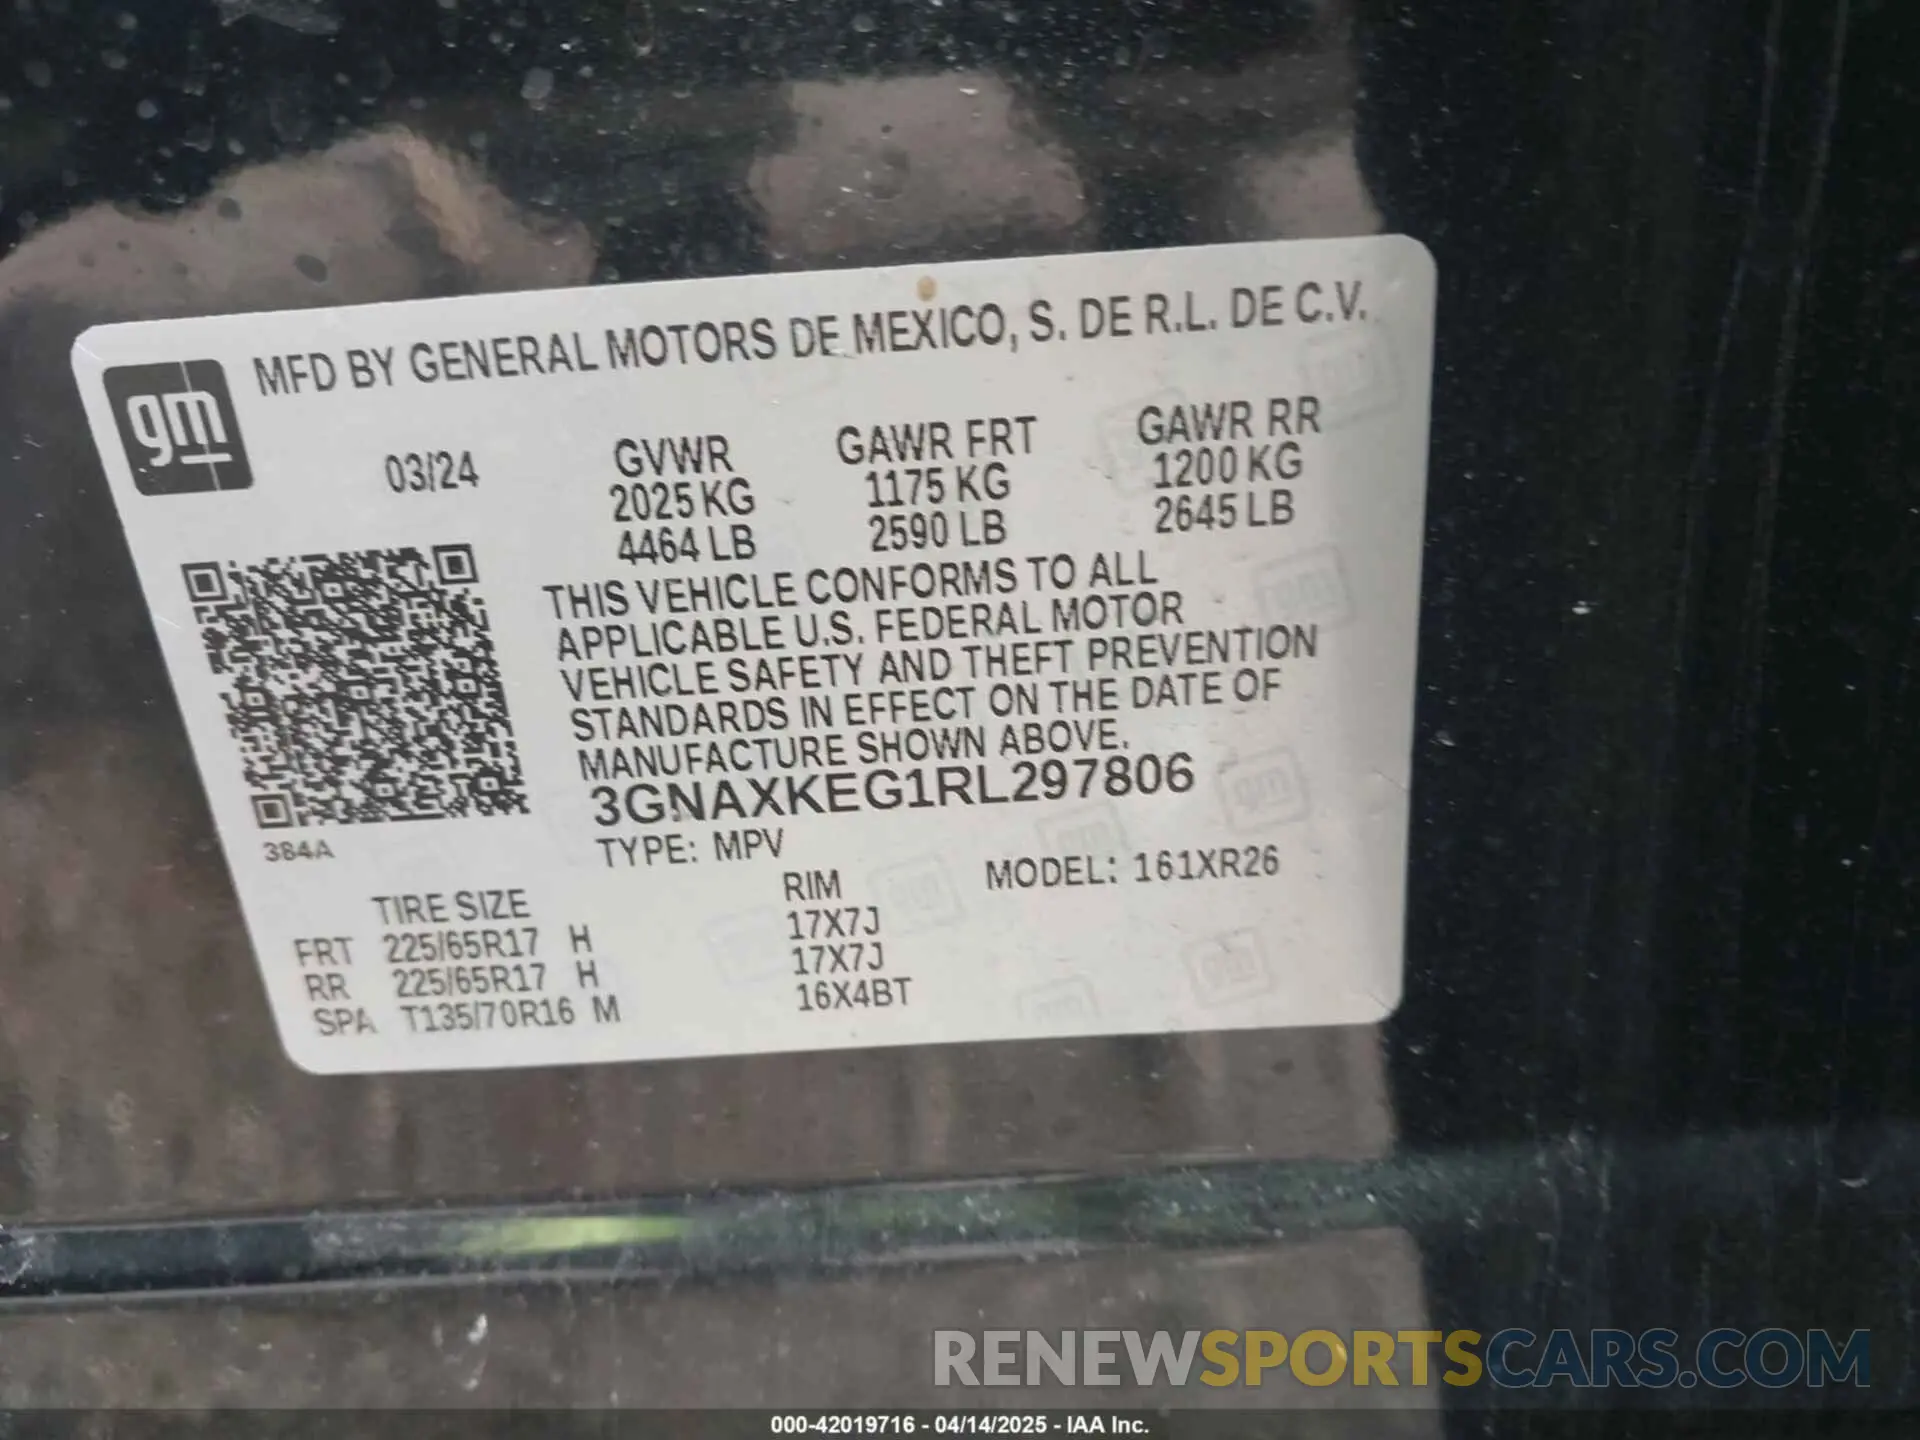 gm
MFD BY GENERAL MOTORS DE MEXICO, S. DE R.L. DE C.V.
03/24
GVWR
2025 KG
4464 LB
GAWR FRT
1175 KG
2590 LB
GAWR RR
1200 KG
2645 LB
THIS VEHICLE CONFORMS TO ALL
APPLICABLE U.S. FEDERAL MOTOR
VEHICLE SAFETY AND THEFT PREVENTION
STANDARDS IN EFFECT ON THE DATE OF
MANUFACTURE SHOWN ABOVE.
3GNAXKEG1RL297806
384A
TYPE: MPV
MODEL: 161XR26
TIRE SIZE RIM
FRT 225/65R17 H 17X7J
RR 225/65R17 H 17X7J
SPA T135/70R16 M 16X4BT
RENEWSPORTSCARS.COM
000-42019716 - 04/14/2025 - IAA Inc.